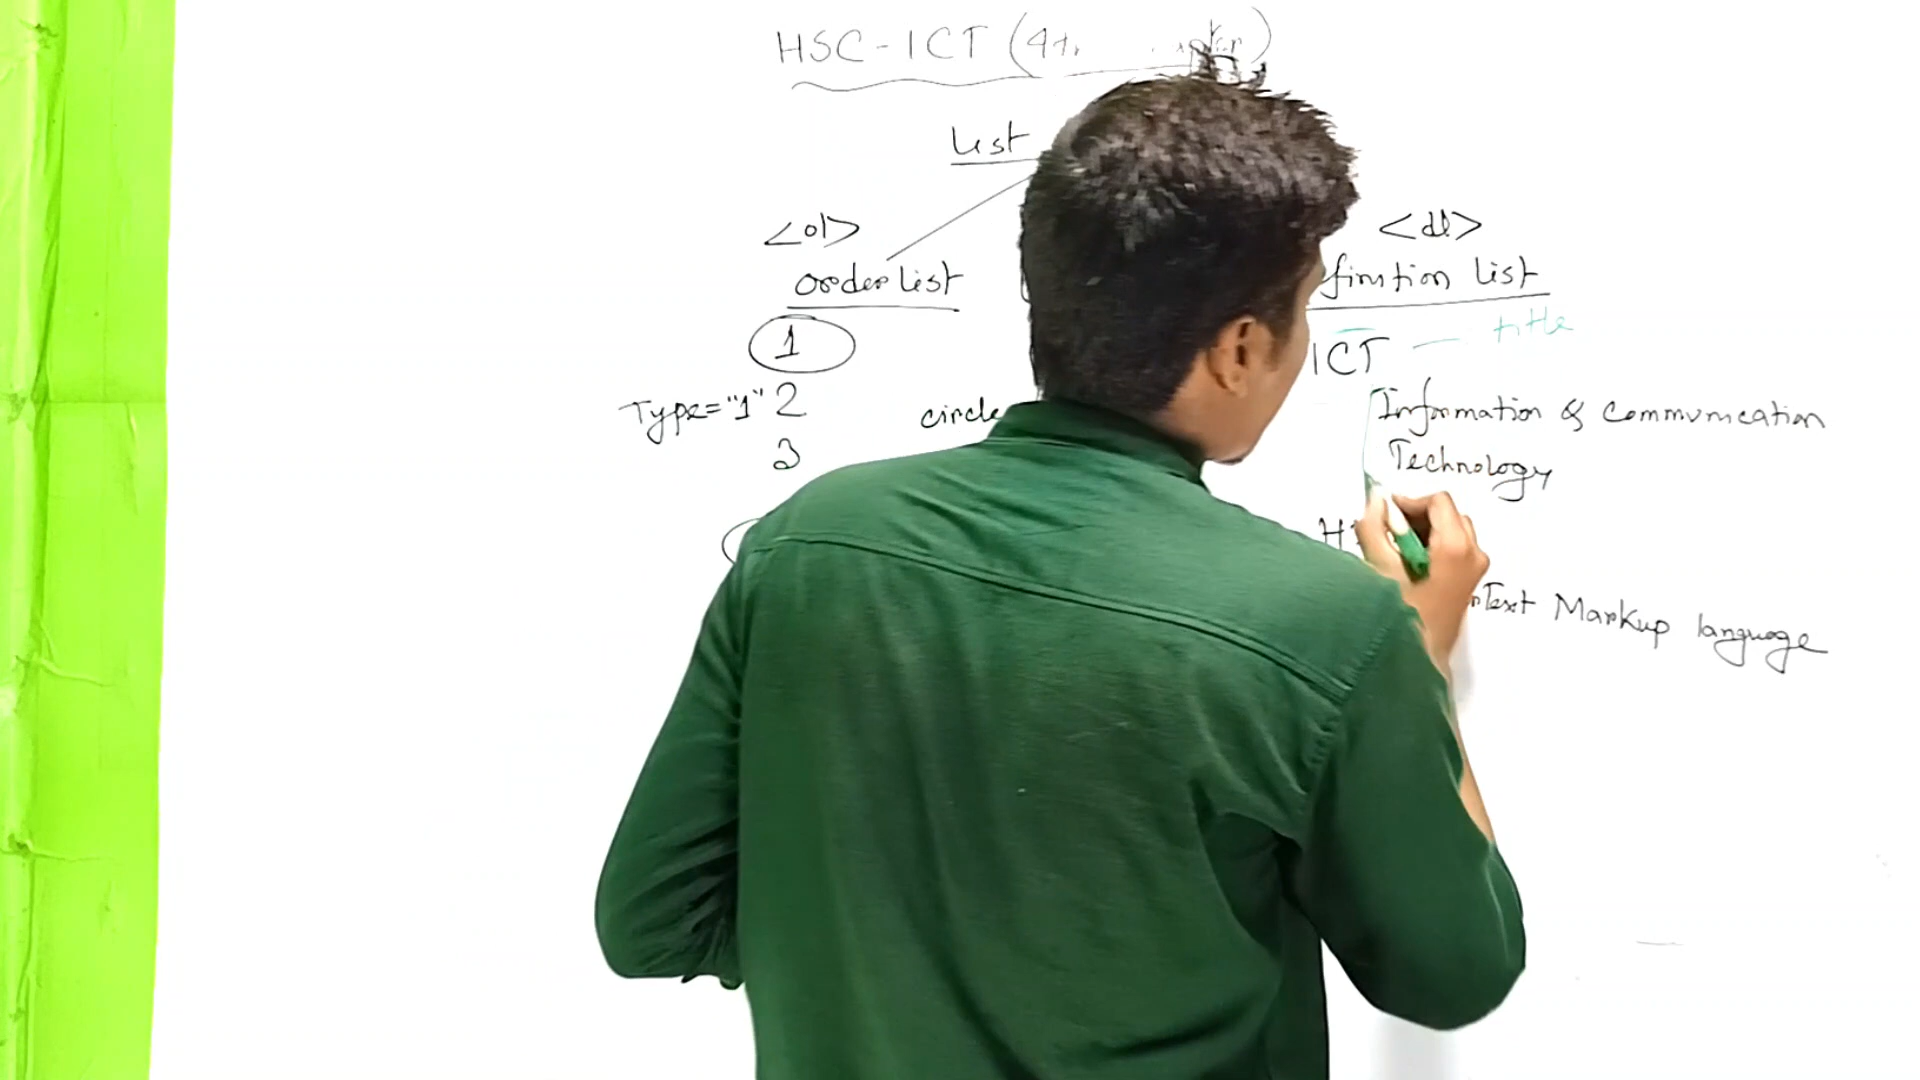 HSC-ICT (4th
List
<ol>
order list
1
Type="1" 2
3
circle
<dl>
finition list
ICT — title
Information & Communication
Technology
Text Markup language